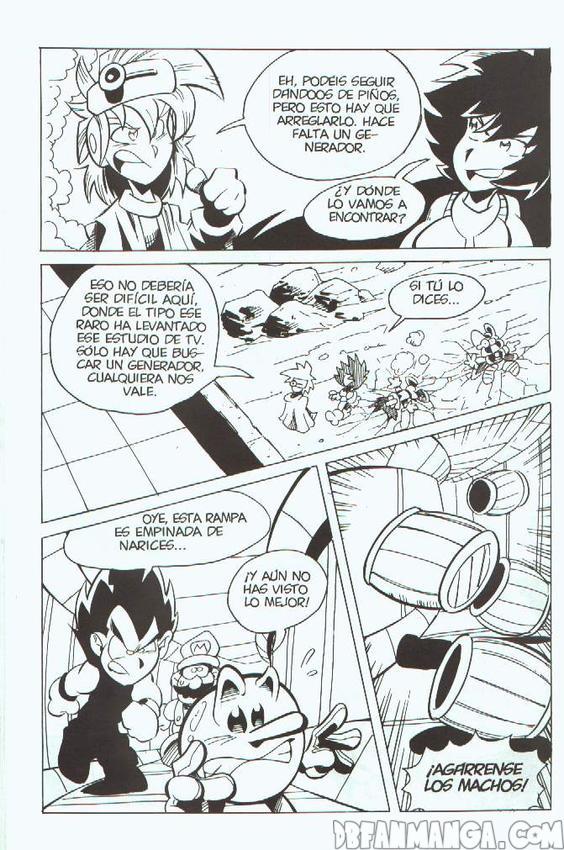 EH, PODÉIS SEGUIR
DANDOOS DE PIÑOS,
PERO ESTO HAY QUE
ARREGLARLO. HACE
FALTA UN GE-
NERADOR.
¿Y DÓNDE
LO VAMOS A
ENCONTRAR?
ESO NO DEBERÍA
SER DIFÍCIL AQUÍ,
DONDE EL TIPO ESE
RARO HA LEVANTADO
ESE ESTUDIO DE TV.
SÓLO HAY QUE BUS-
CAR UN GENERADOR,
CUALQUIERA NOS
VALE.
SI TÚ LO
DICES...
OYE, ESTA RAMPA
ES EMPINADA DE
NARICES...
¡Y AÚN NO
HAS VISTO
LO MEJOR!
M
¡AGÁRRENSE
LOS MACHOS!
DBFANMANGA.COM